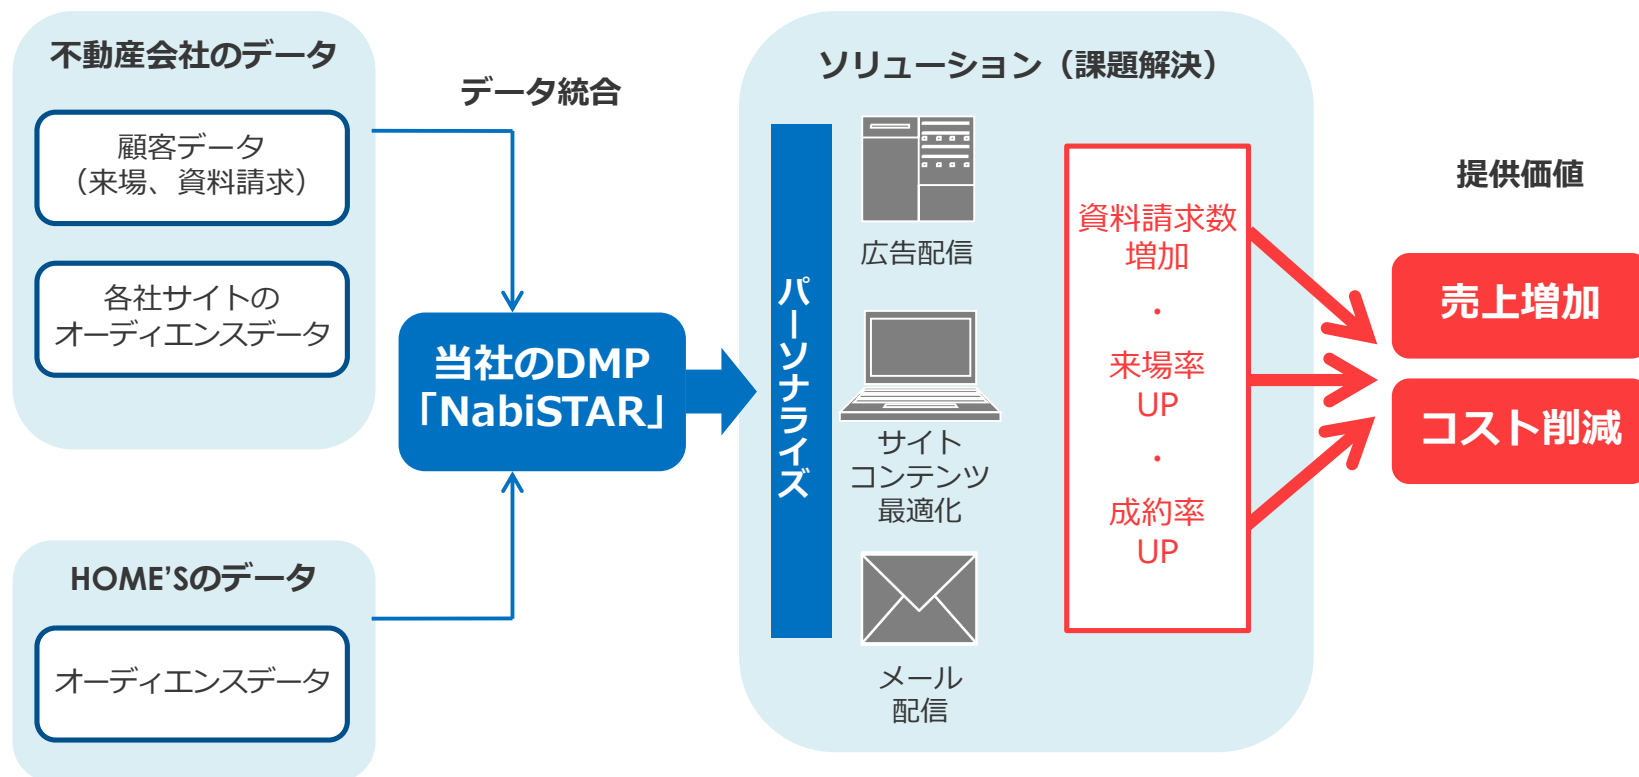 不動産会社のデータ
顧客データ
（来場、資料請求）
各社サイトの
オーディエンスデータ
HOME’Sのデータ
オーディエンスデータ
データ統合
当社のDMP
「NabiSTAR」
ソリューション（課題解決）
パーソナライズ
広告配信
サイト
コンテンツ
最適化
メール
配信
資料請求数
増加
・
来場率
UP
・
成約率
UP
提供価値
売上増加
コスト削減